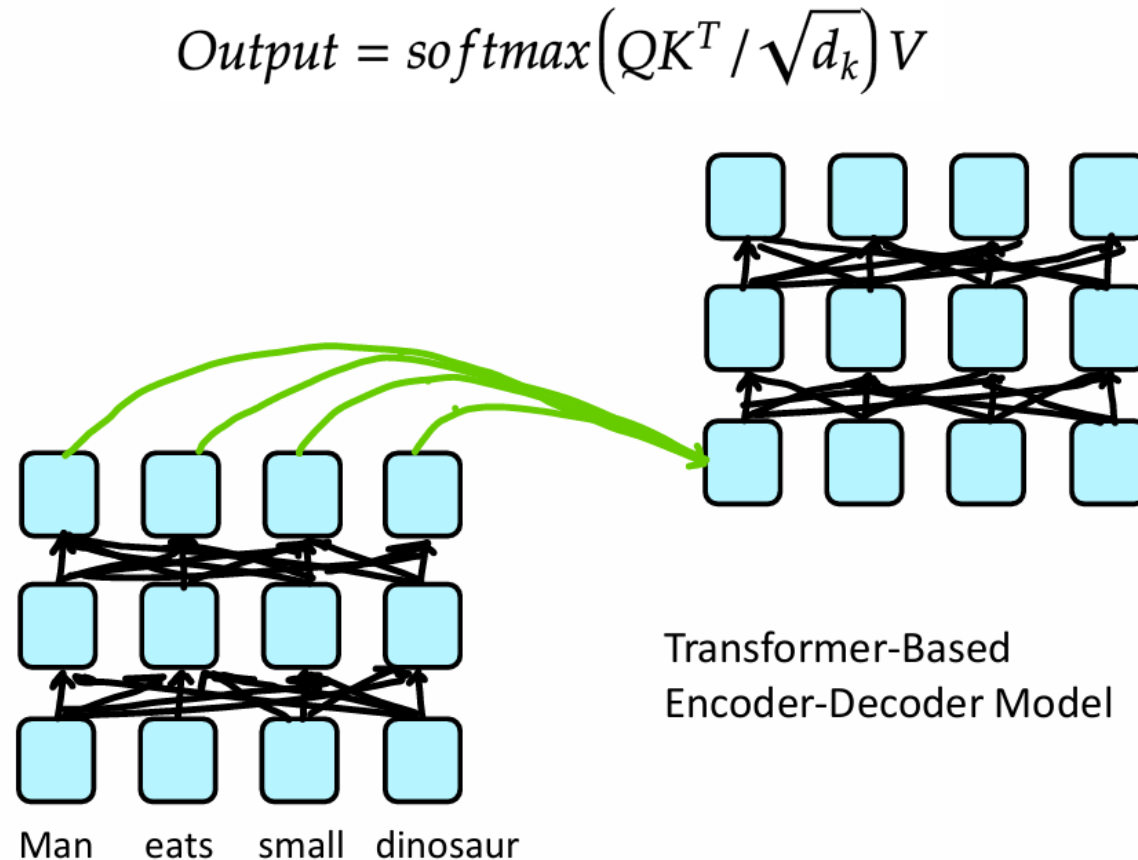 Output = softmax(QK^T / √d_k)V
Transformer-Based
Encoder-Decoder Model
Man eats small dinosaur